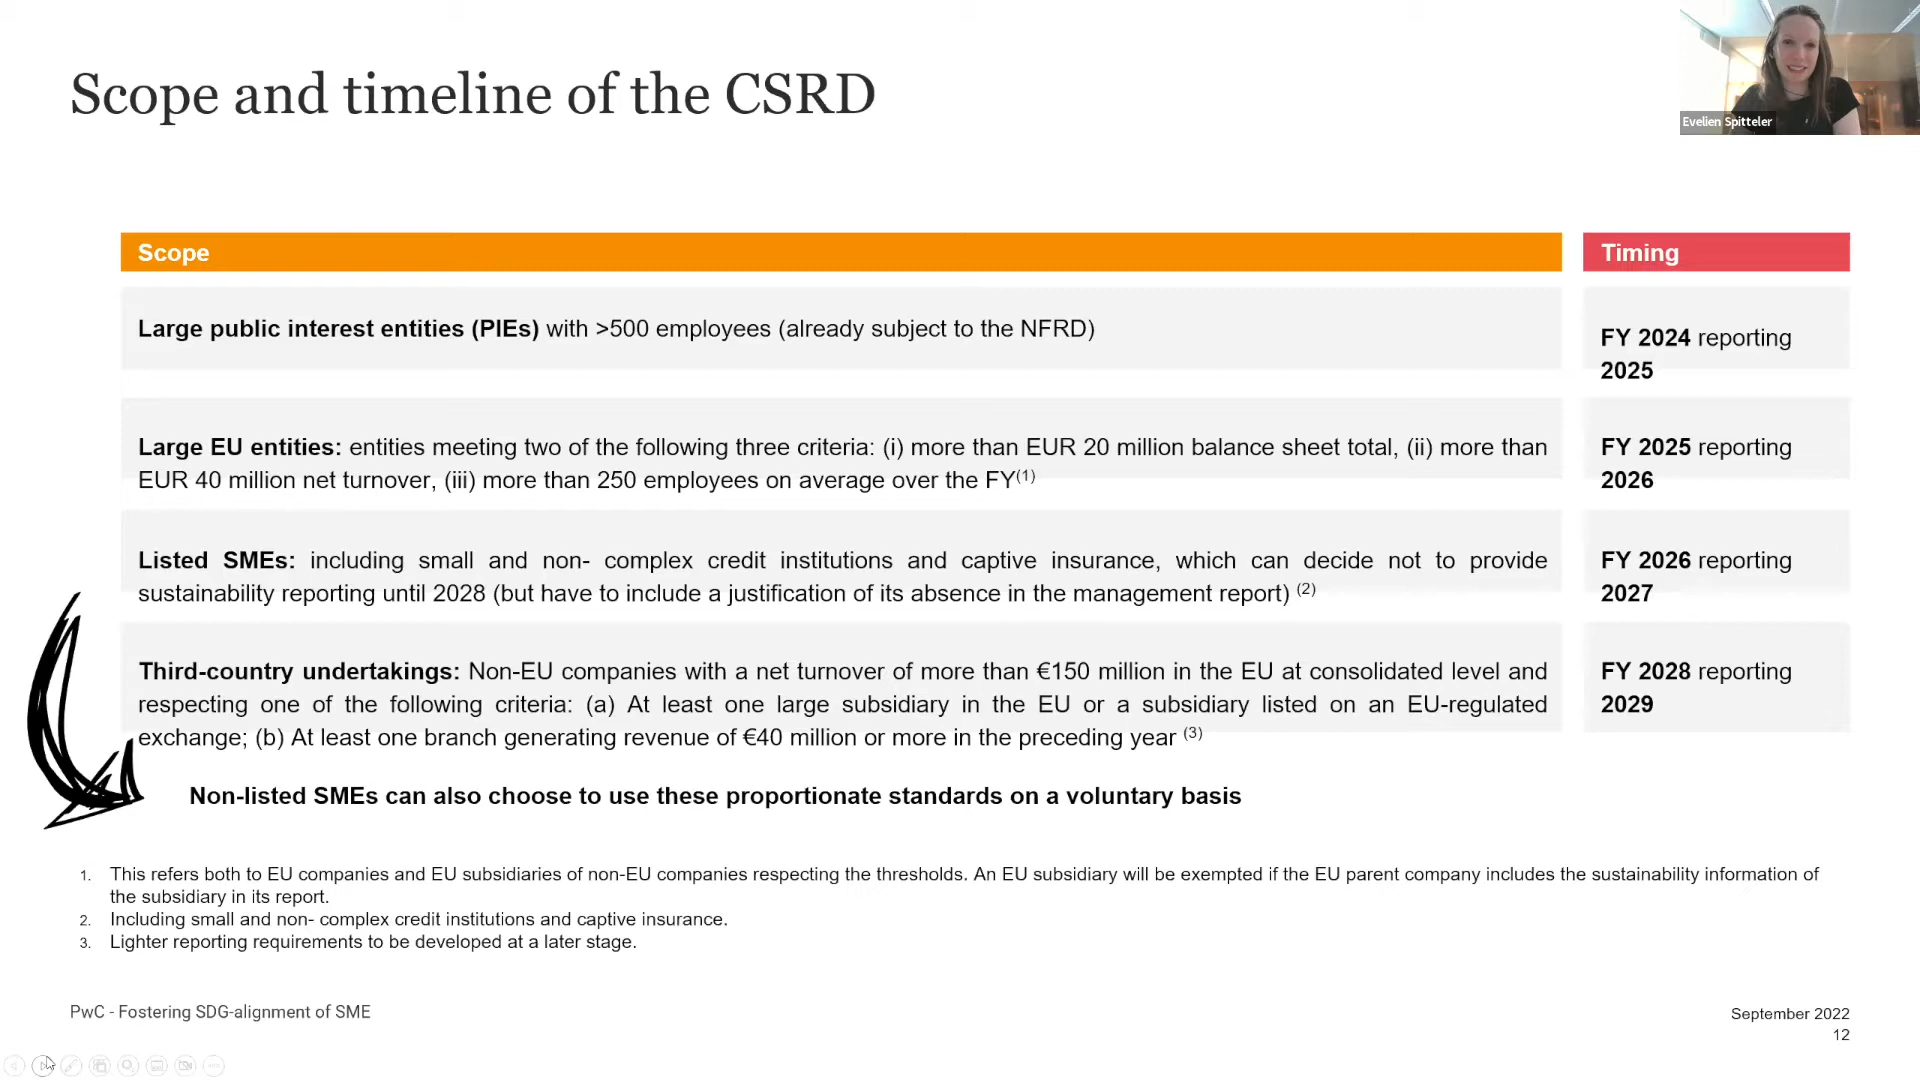 Scope and timeline of the CSRD
Evelien Spitteler
Scope
Timing
Large public interest entities (PIEs) with >500 employees (already subject to the NFRD)
FY 2024 reporting
2025
Large EU entities: entities meeting two of the following three criteria: (i) more than EUR 20 million balance sheet total, (ii) more than
EUR 40 million net turnover, (iii) more than 250 employees on average over the FY(1)
FY 2025 reporting
2026
Listed SMEs: including small and non- complex credit institutions and captive insurance, which can decide not to provide
sustainability reporting until 2028 (but have to include a justification of its absence in the management report) (2)
FY 2026 reporting
2027
Third-country undertakings: Non-EU companies with a net turnover of more than €150 million in the EU at consolidated level and
respecting one of the following criteria: (a) At least one large subsidiary in the EU or a subsidiary listed on an EU-regulated
exchange; (b) At least one branch generating revenue of €40 million or more in the preceding year (3)
FY 2028 reporting
2029
Non-listed SMEs can also choose to use these proportionate standards on a voluntary basis
1. This refers both to EU companies and EU subsidiaries of non-EU companies respecting the thresholds. An EU subsidiary will be exempted if the EU parent company includes the sustainability information of
the subsidiary in its report.
2. Including small and non- complex credit institutions and captive insurance.
3. Lighter reporting requirements to be developed at a later stage.
PwC - Fostering SDG-alignment of SME
September 2022
12